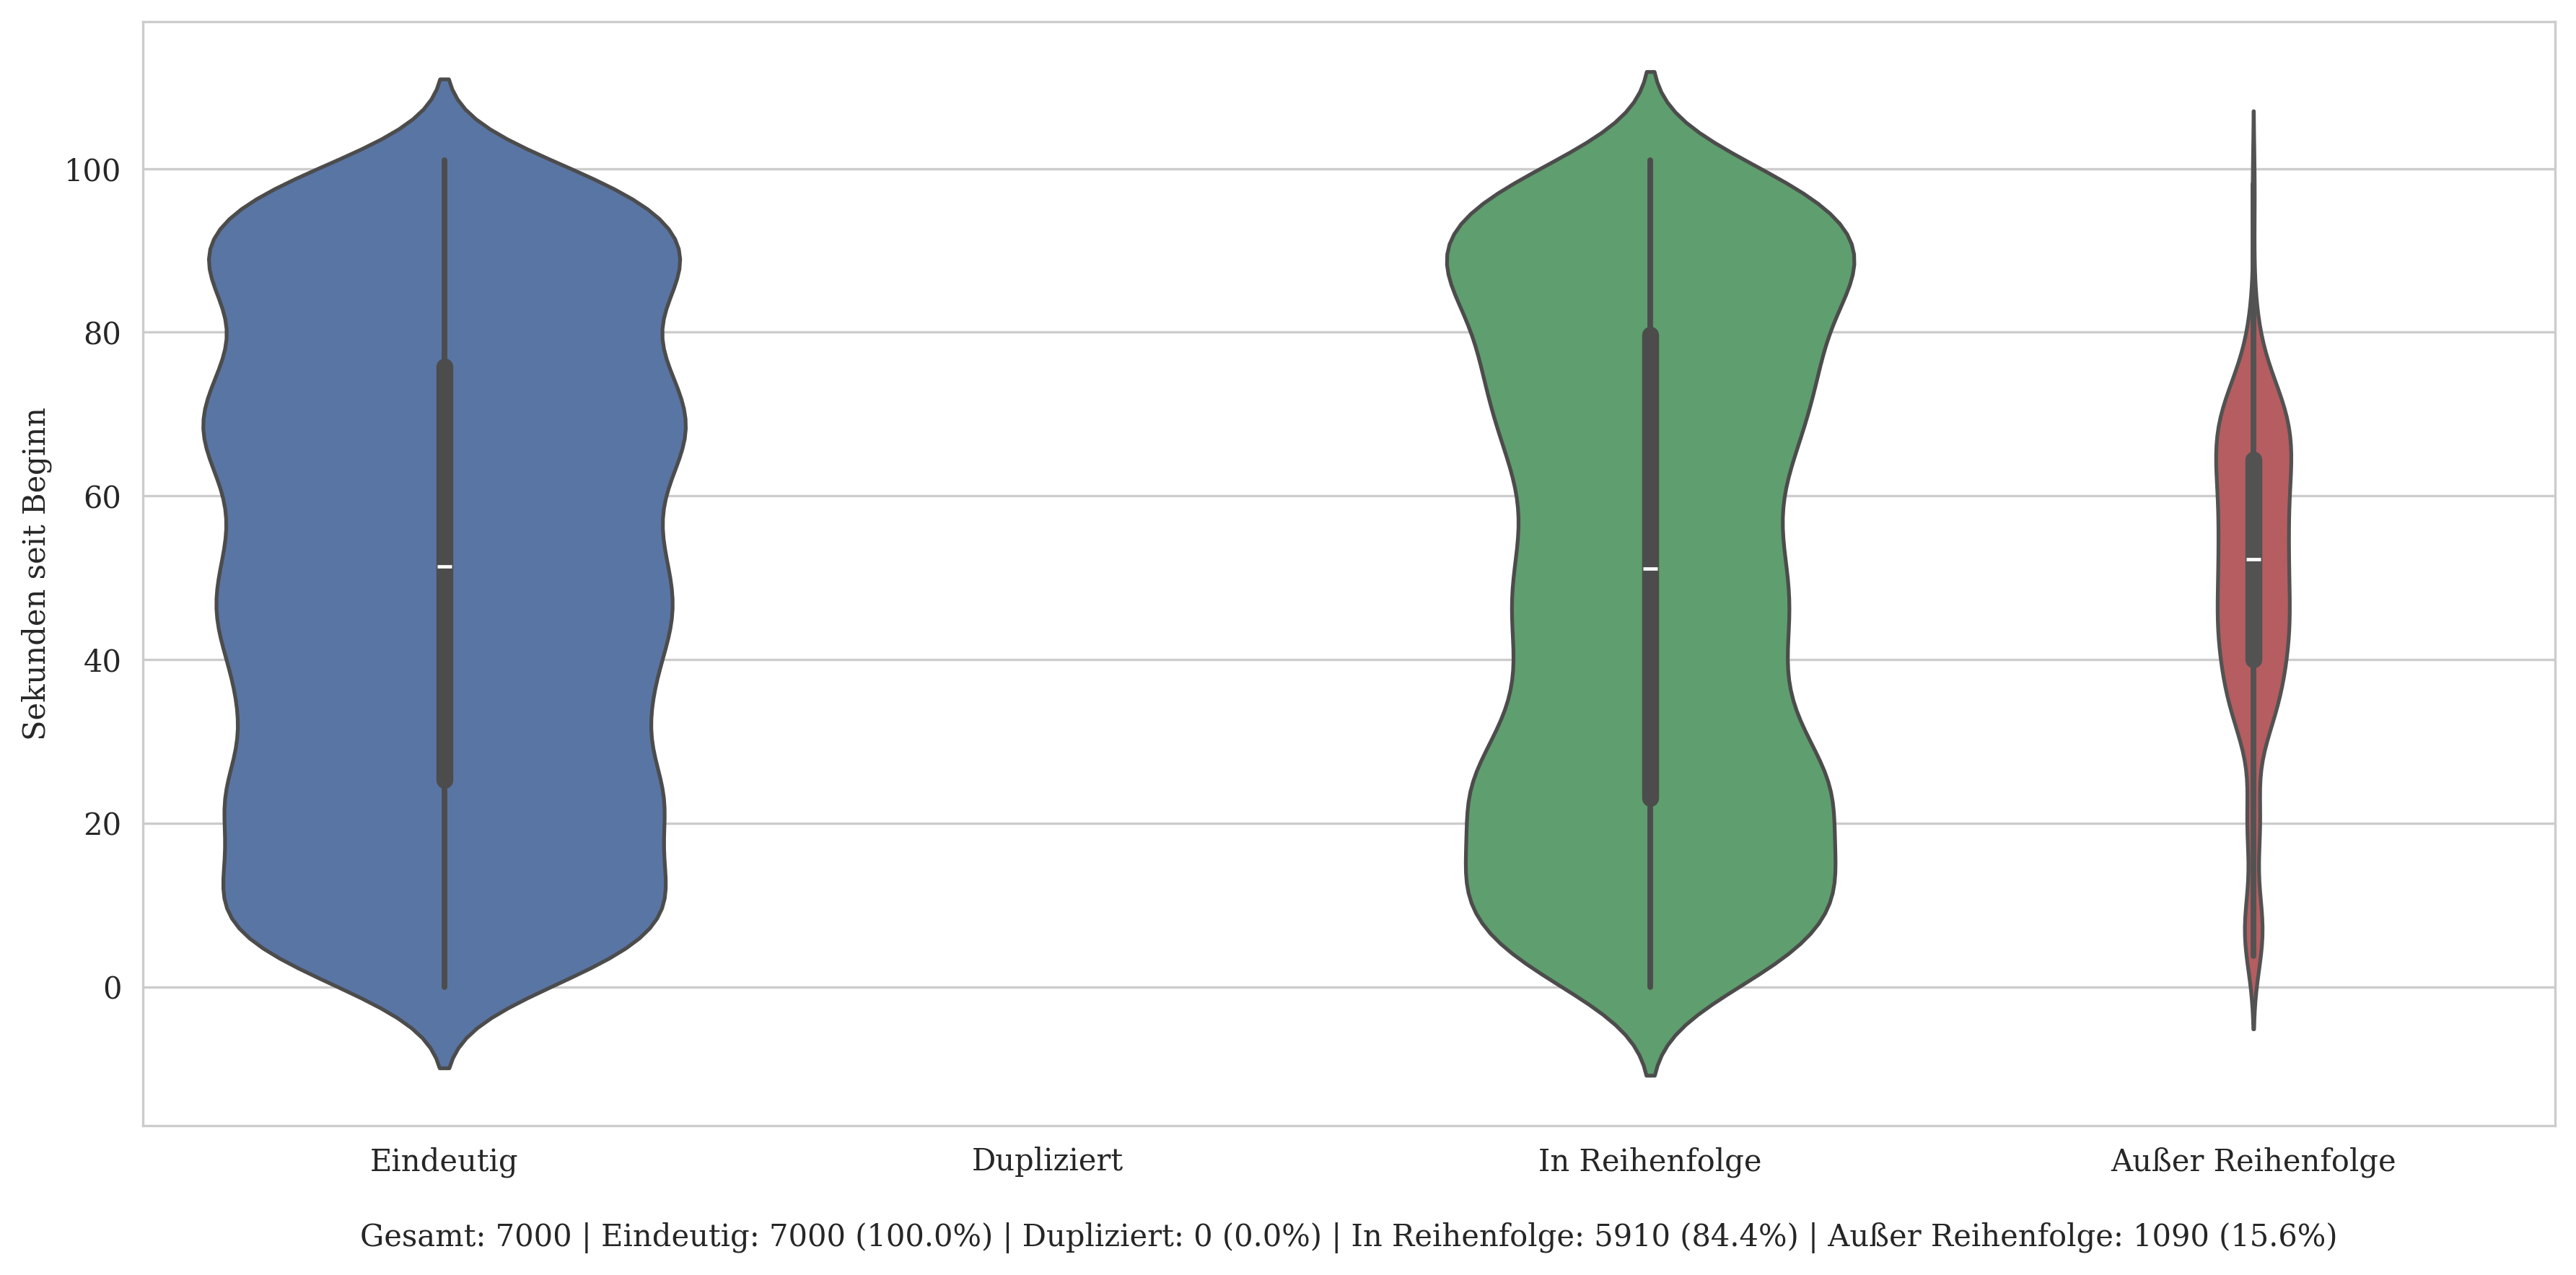 Sekunden seit Beginn
100
80
60
40
20
0
Eindeutig
Dupliziert
In Reihenfolge
Außer Reihenfolge
Gesamt: 7000 | Eindeutig: 7000 (100.0%) | Dupliziert: 0 (0.0%) | In Reihenfolge: 5910 (84.4%) | Außer Reihenfolge: 1090 (15.6%)